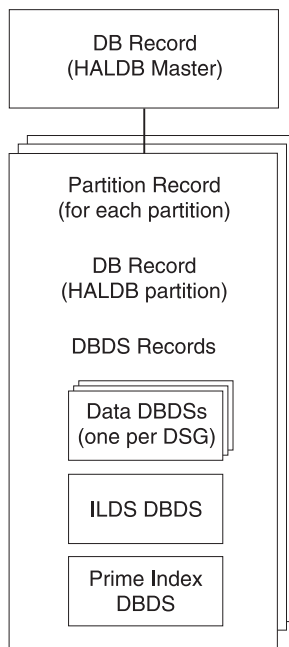 DB Record
(HALDB Master)
Partition Record
(for each partition)
DB Record
(HALDB partition)
DBDS Records
Data DBDSs
(one per DSG)
ILDS DBDS
Prime Index
DBDS